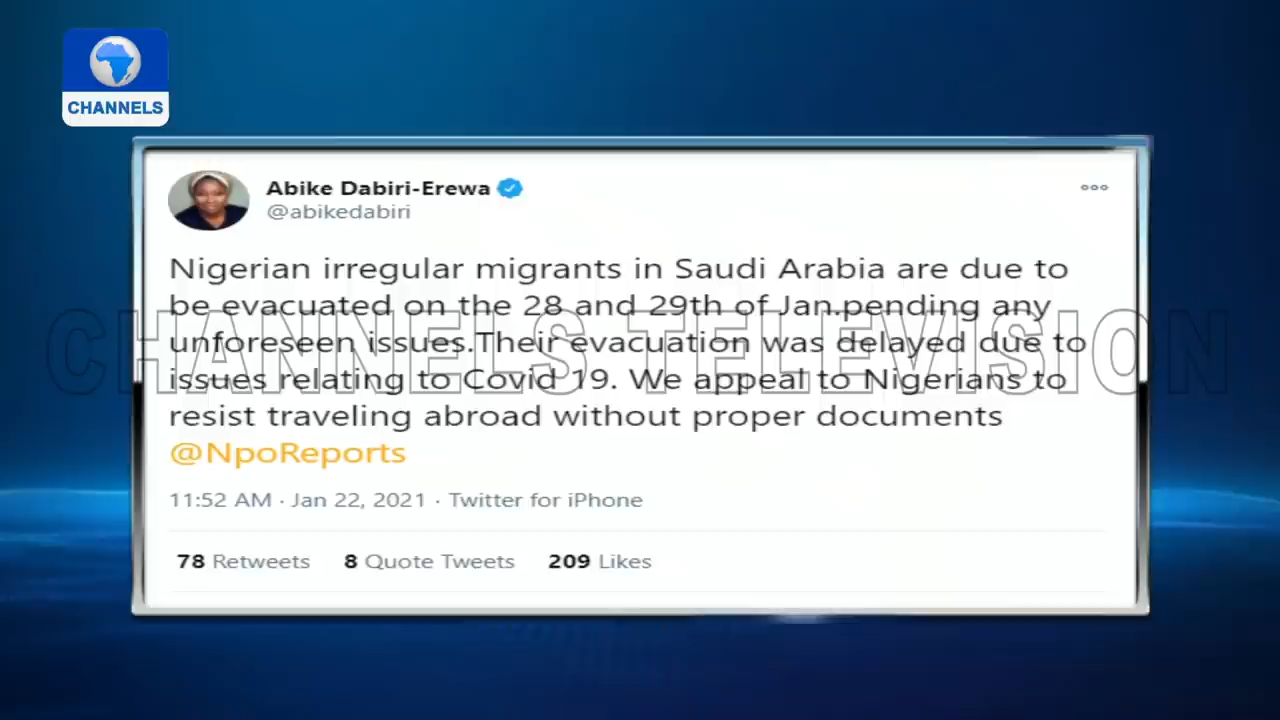 CHANNELS
Abike Dabiri-Erewa
@abikedabiri
Nigerian irregular migrants in Saudi Arabia are due to
be evacuated on the 28 and 29th of Jan.pending any
unforeseen issues.Their evacuation was delayed due to
issues relating to Covid 19. We appeal to Nigerians to
resist traveling abroad without proper documents
@NpoReports
CHANNELS TELEVISION
11:52 AM · Jan 22, 2021 · Twitter for iPhone
78 Retweets 8 Quote Tweets 209 Likes